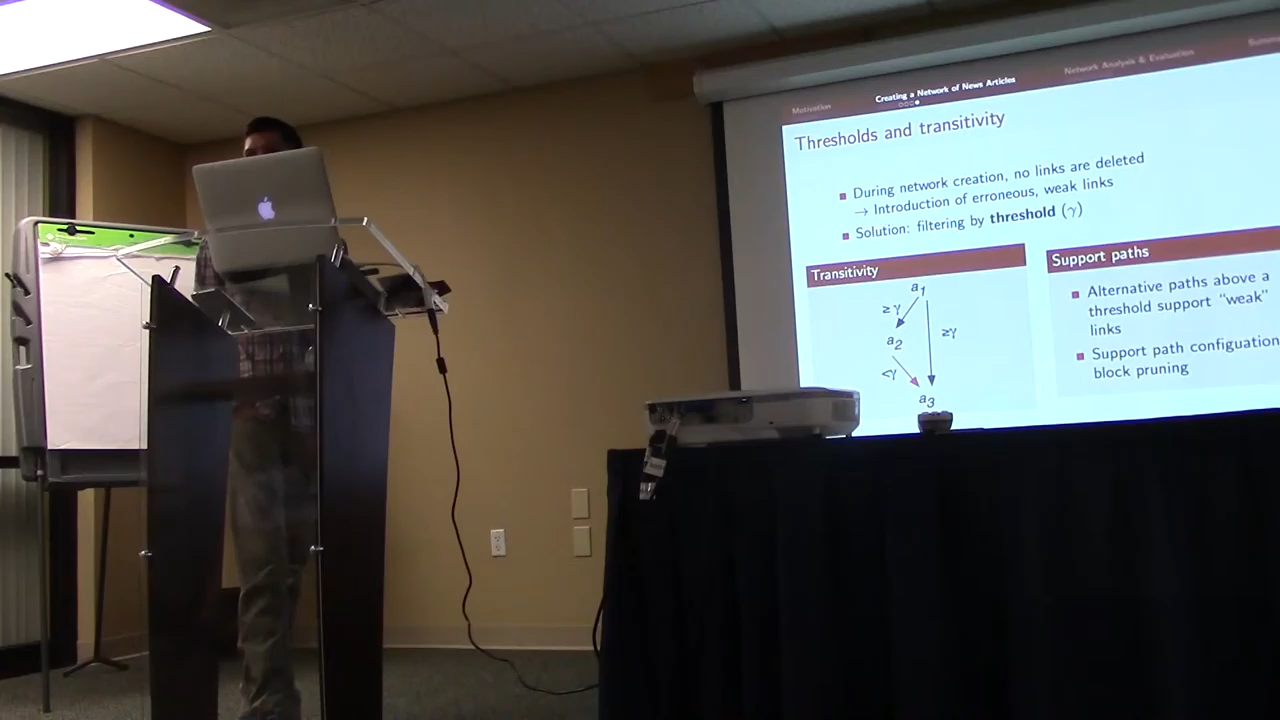 Motivation
Creating a Network of News Articles
Network Analysis & Evaluation
Thresholds and transitivity
During network creation, no links are deleted
→ Introduction of erroneous, weak links
Solution: filtering by threshold (γ)
Transitivity
a1
≥γ
a2
≥γ
<γ
a3
Support paths
Alternative paths above a
threshold support "weak"
links
Support path configuation
block pruning